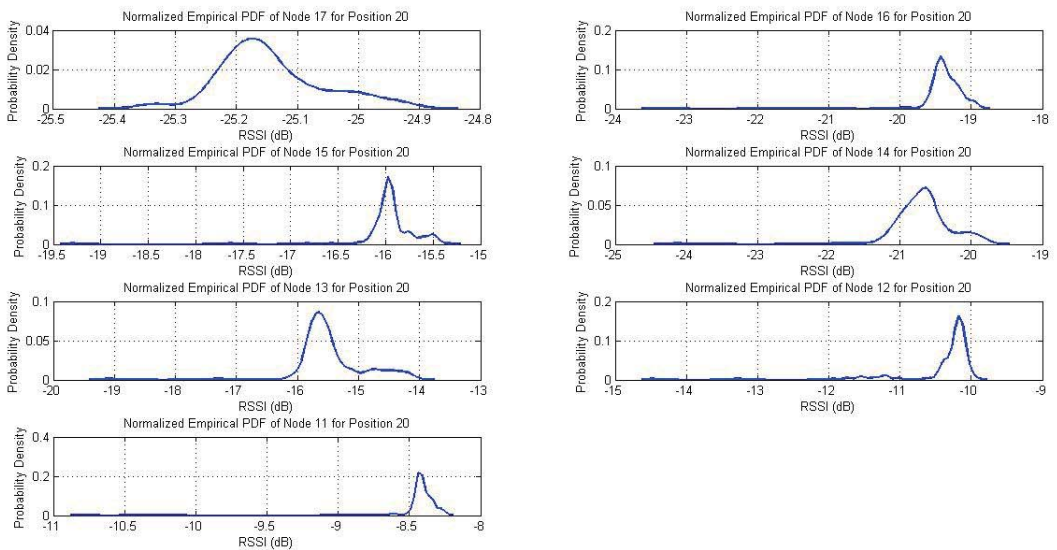 Normalized Empirical PDF of Node 17 for Position 20
Probability Density
0.04
0.02
0
-25.5 -25.4 -25.3 -25.2 -25.1 -25 -24.9 -24.8
RSSI (dB)
Normalized Empirical PDF of Node 16 for Position 20
Probability Density
0.2
0.1
0
-24 -23 -22 -21 -20 -19 -18
RSSI (dB)
Normalized Empirical PDF of Node 15 for Position 20
Probability Density
0.2
0.1
0
-19.5 -19 -18.5 -18 -17.5 -17 -16.5 -16 -15.5 -15
RSSI (dB)
Normalized Empirical PDF of Node 14 for Position 20
Probability Density
0.1
0.05
0
-25 -24 -23 -22 -21 -20 -19
RSSI (dB)
Normalized Empirical PDF of Node 13 for Position 20
Probability Density
0.1
0.05
0
-20 -19 -18 -17 -16 -15 -14 -13
RSSI (dB)
Normalized Empirical PDF of Node 12 for Position 20
Probability Density
0.2
0.1
0
-15 -14 -13 -12 -11 -10 -9
RSSI (dB)
Normalized Empirical PDF of Node 11 for Position 20
Probability Density
0.4
0.2
0
-11 -10.5 -10 -9.5 -9 -8.5 -8
RSSI (dB)